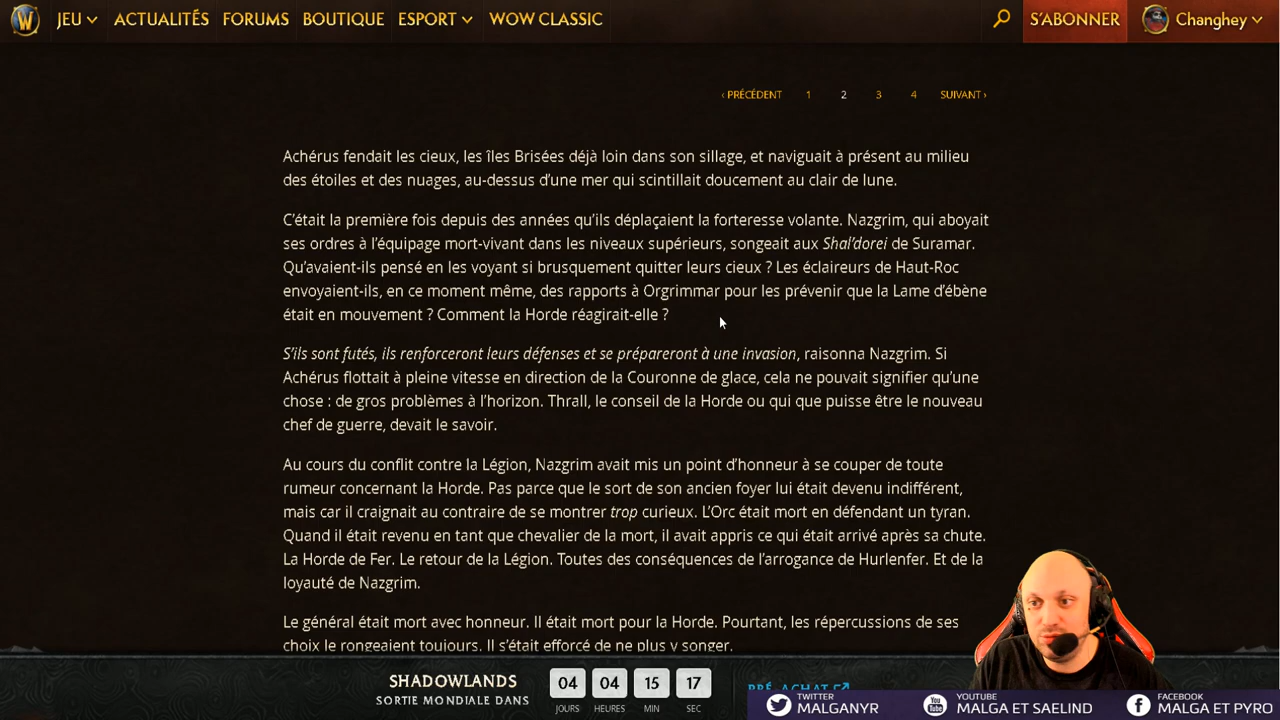 JEU ACTUALITÉS FORUMS BOUTIQUE ESPORT WOW CLASSIC S'ABONNER Changhey
‹ PRÉCÉDENT 1 2 3 4 SUIVANT ›
Achérus fendait les cieux, les îles Brisées déjà loin dans son sillage, et naviguait à présent au milieu
des étoiles et des nuages, au-dessus d'une mer qui scintillait doucement au clair de lune.
C'était la première fois depuis des années qu'ils déplaçaient la forteresse volante. Nazgrim, qui aboyait
ses ordres à l'équipage mort-vivant dans les niveaux supérieurs, songeait aux Shal'dorei de Suramar.
Qu'avaient-ils pensé en les voyant si brusquement quitter leurs cieux ? Les éclaireurs de Haut-Roc
envoyaient-ils, en ce moment même, des rapports à Orgrimmar pour les prévenir que la Lame d'ébène
était en mouvement ? Comment la Horde réagirait-elle ?
S'ils sont futés, ils renforceront leurs défenses et se prépareront à une invasion, raisonna Nazgrim. Si
Achérus flottait à pleine vitesse en direction de la Couronne de glace, cela ne pouvait signifier qu'une
chose : de gros problèmes à l'horizon. Thrall, le conseil de la Horde ou qui que puisse être le nouveau
chef de guerre, devait le savoir.
Au cours du conflit contre la Légion, Nazgrim avait mis un point d'honneur à se couper de toute
rumeur concernant la Horde. Pas parce que le sort de son ancien foyer lui était devenu indifférent,
mais car il craignait au contraire de se montrer trop curieux. L'Orc était mort en défendant un tyran.
Quand il était revenu en tant que chevalier de la mort, il avait appris ce qui était arrivé après sa chute.
La Horde de Fer. Le retour de la Légion. Toutes des conséquences de l'arrogance de Hurlenfer. Et de la
loyauté de Nazgrim.
Le général était mort avec honneur. Il était mort pour la Horde. Pourtant, les répercussions de ses
choix le rongeaient toujours. Il s'était efforcé de ne plus y songer.
SHADOWLANDS
SORTIE MONDIALE DANS
04 04 15 17
JOURS HEURES MIN SEC
PRÉ-ACHAT
TWITTER
MALGANYR
YOUTUBE
MALGA ET SAELIND
FACEBOOK
MALGA ET PYRO